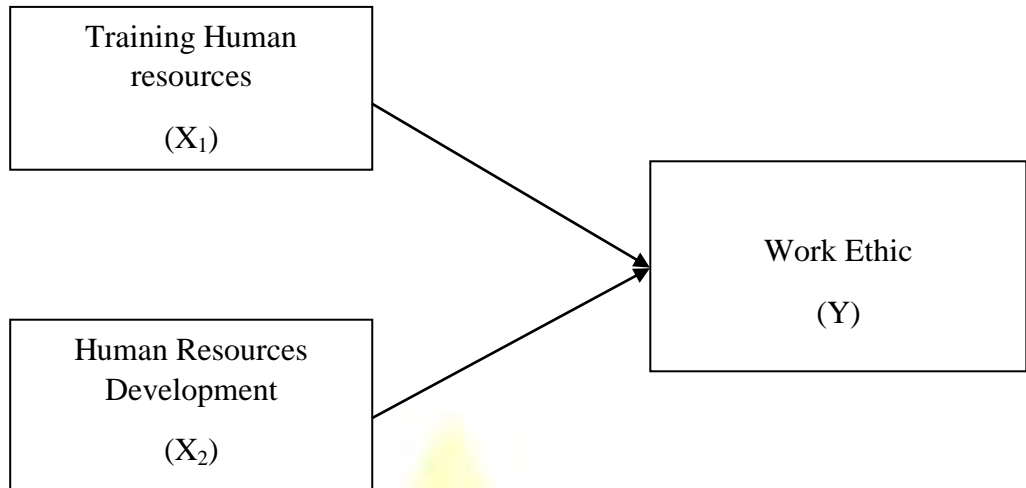 Training Human
resources
(X₁)
Work Ethic
(Y)
Human Resources
Development
(X₂)